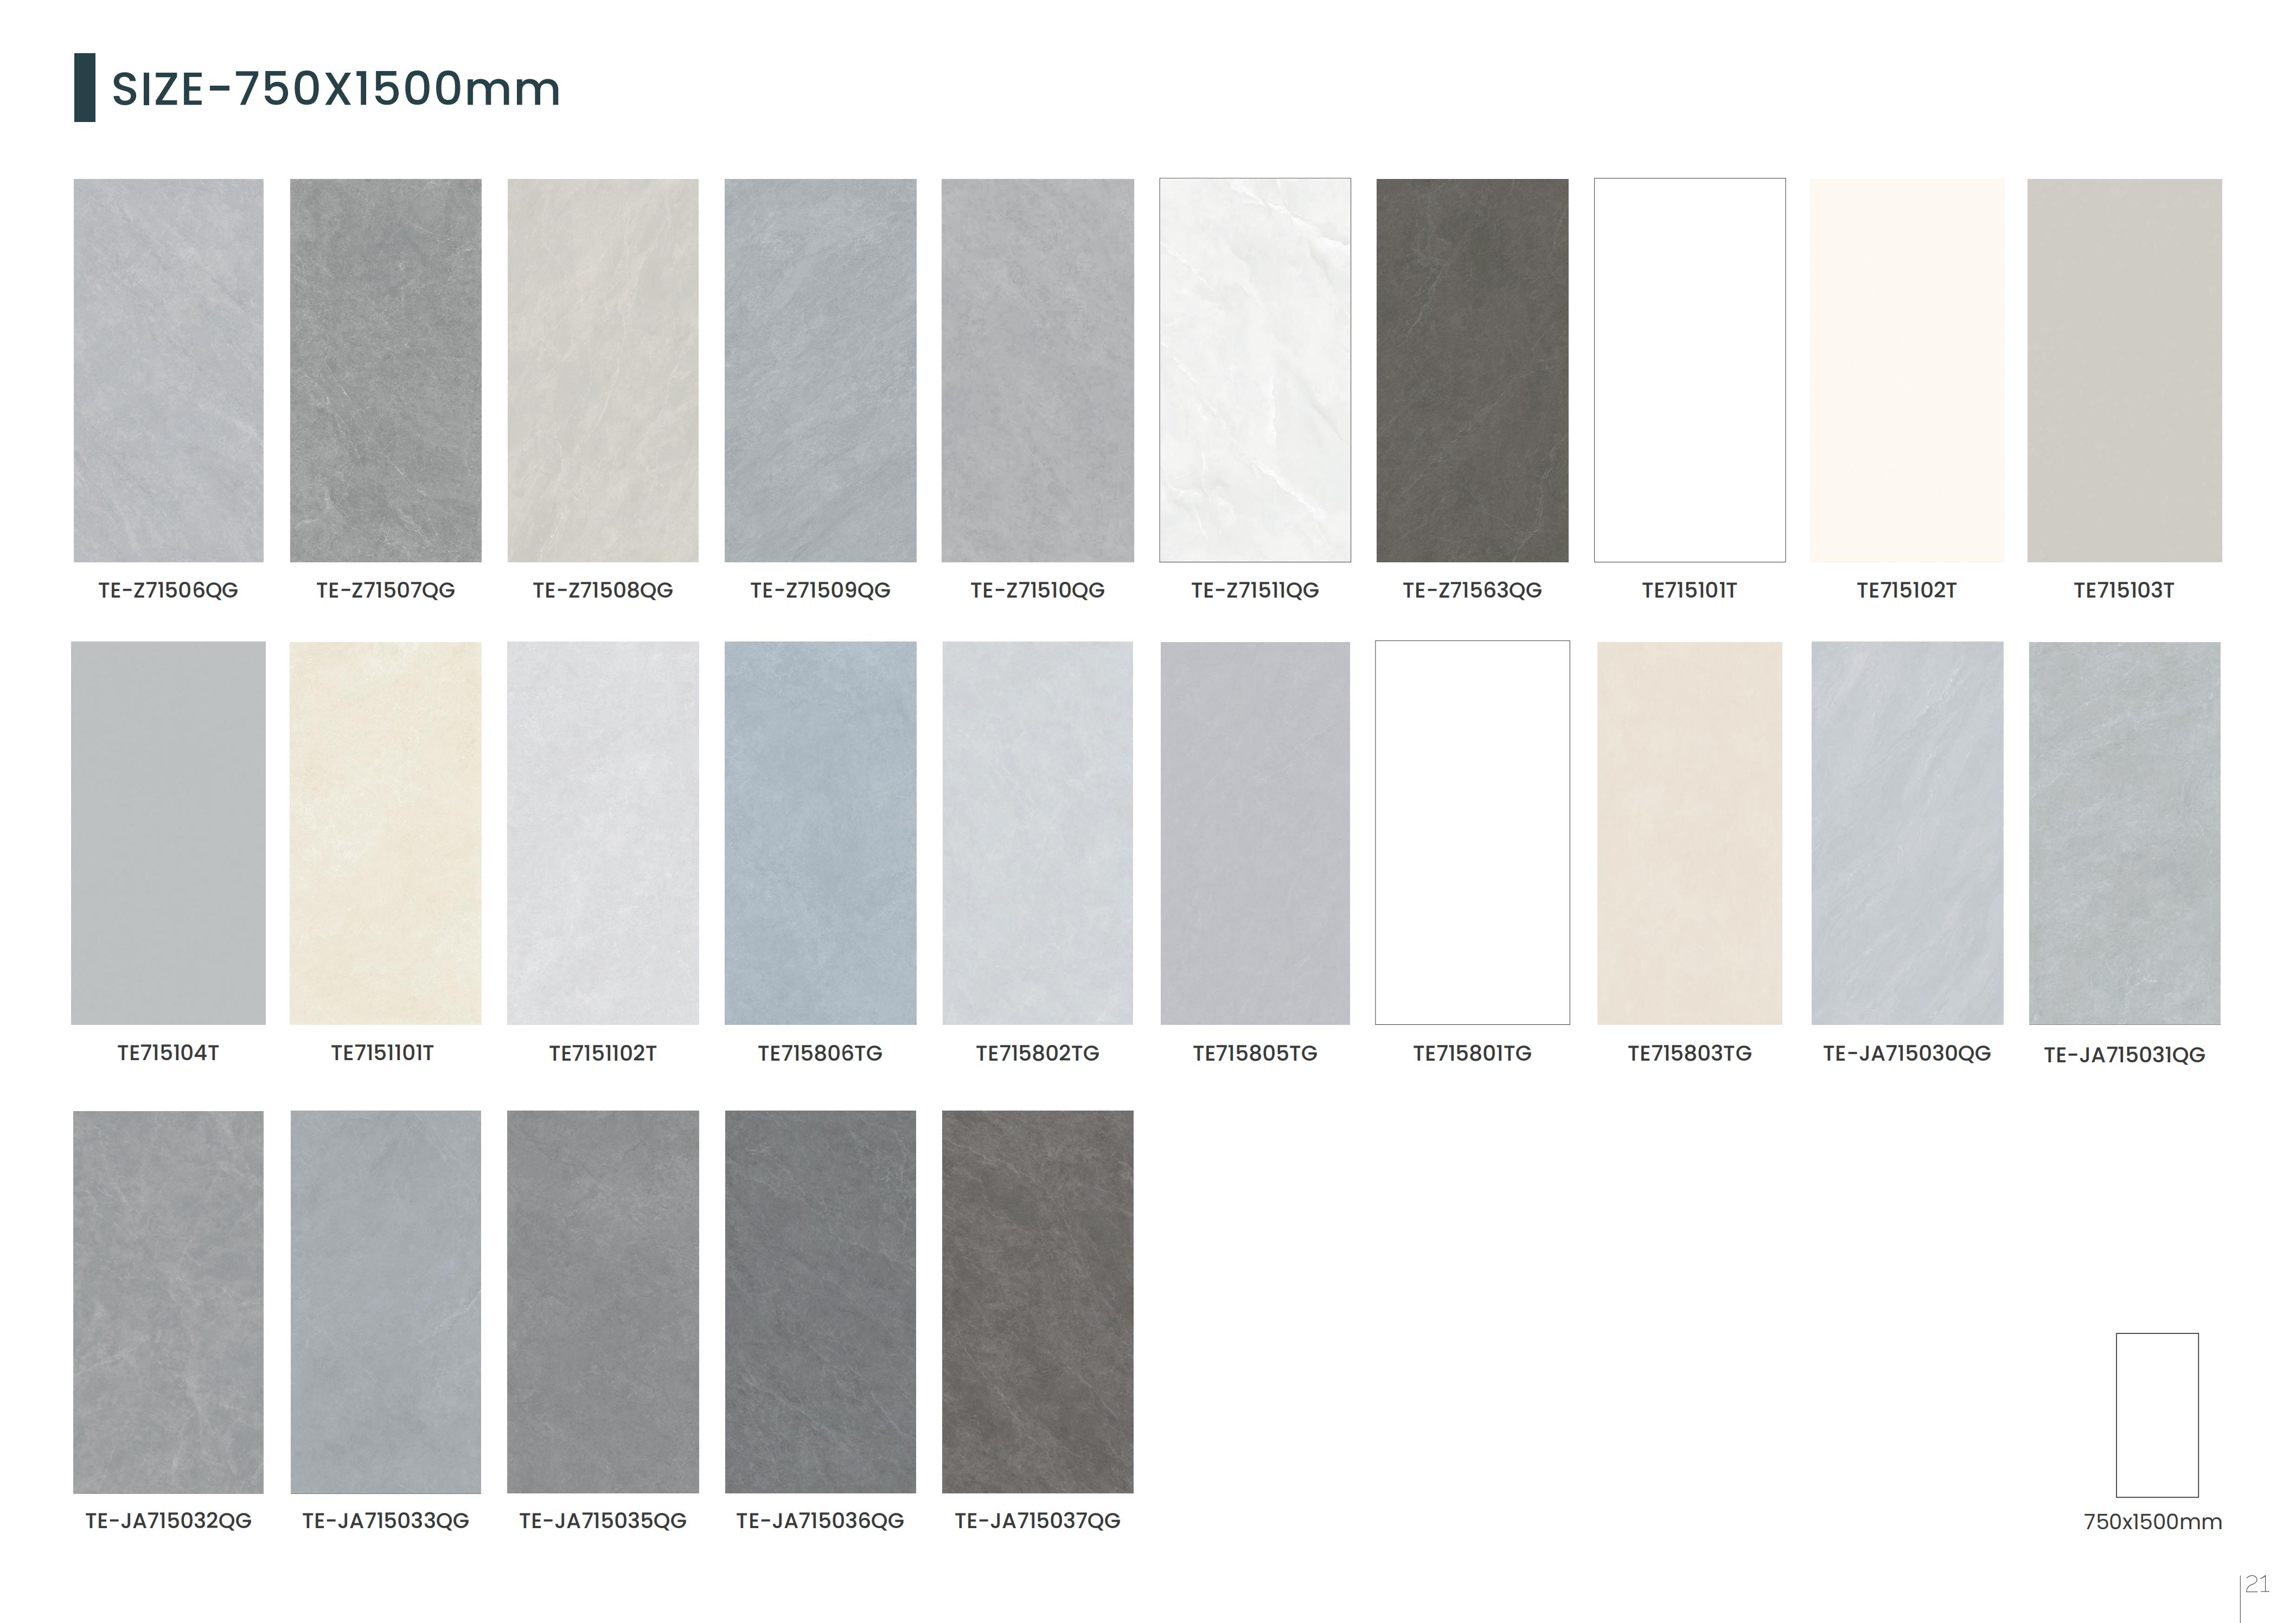 SIZE-750X1500mm
TE-Z71506QG TE-Z71507QG TE-Z71508QG TE-Z71509QG TE-Z71510QG TE-Z71511QG TE-Z71563QG TE715101T TE715102T TE715103T
TE715104T TE7151101T TE7151102T TE715806TG TE715802TG TE715805TG TE715801TG TE715803TG TE-JA715030QG TE-JA715031QG
TE-JA715032QG TE-JA715033QG TE-JA715035QG TE-JA715036QG TE-JA715037QG 750x1500mm
21